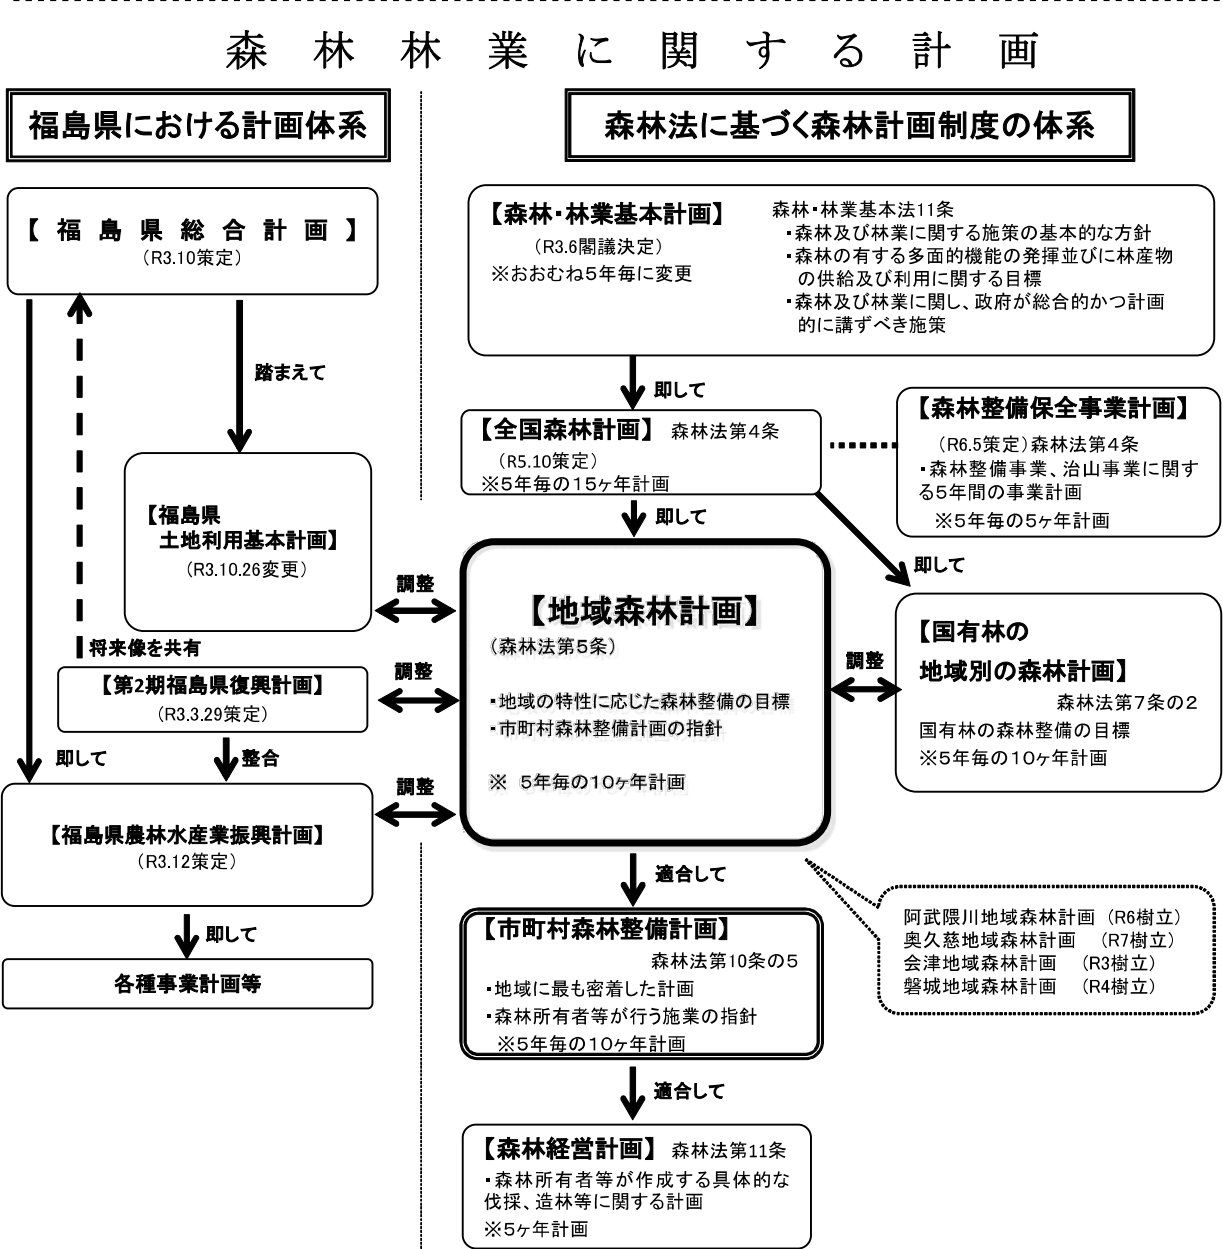 森林林業に関する計画
福島県における計画体系
【福島県総合計画】
(R3.10策定)
踏まえて
【福島県
土地利用基本計画】
(R3.10.26変更)
将来像を共有
【第2期福島県復興計画】
(R3.3.29策定)
即して
整合
【福島県農林水産業振興計画】
(R3.12策定)
即して
各種事業計画等
調整
調整
調整
森林法に基づく森林計画制度の体系
【森林・林業基本計画】
(R3.6閣議決定)
※おおむね5年毎に変更
森林・林業基本法11条
・森林及び林業に関する施策の基本的な方針
・森林の有する多面的機能の発揮並びに林産物
の供給及び利用に関する目標
・森林及び林業に関し、政府が総合的かつ計画
的に講ずべき施策
即して
【全国森林計画】 森林法第4条
(R5.10策定)
※5年毎の15ヶ年計画
【森林整備保全事業計画】
(R6.5策定)森林法第4条
・森林整備事業、治山事業に関す
る5年間の事業計画
※5年毎の5ヶ年計画
即して
即して
【地域森林計画】
(森林法第5条)
・地域の特性に応じた森林整備の目標
・市町村森林整備計画の指針
※ 5年毎の10ヶ年計画
調整
【国有林の
地域別の森林計画】
森林法第7条の2
国有林の森林整備の目標
※5年毎の10ヶ年計画
適合して
阿武隈川地域森林計画 (R6樹立)
奥久慈地域森林計画 (R7樹立)
会津地域森林計画 (R3樹立)
磐城地域森林計画 (R4樹立)
【市町村森林整備計画】
森林法第10条の5
・地域に最も密着した計画
・森林所有者等が行う施業の指針
※5年毎の10ヶ年計画
適合して
【森林経営計画】 森林法第11条
・森林所有者等が作成する具体的な
伐採、造林等に関する計画
※5ヶ年計画